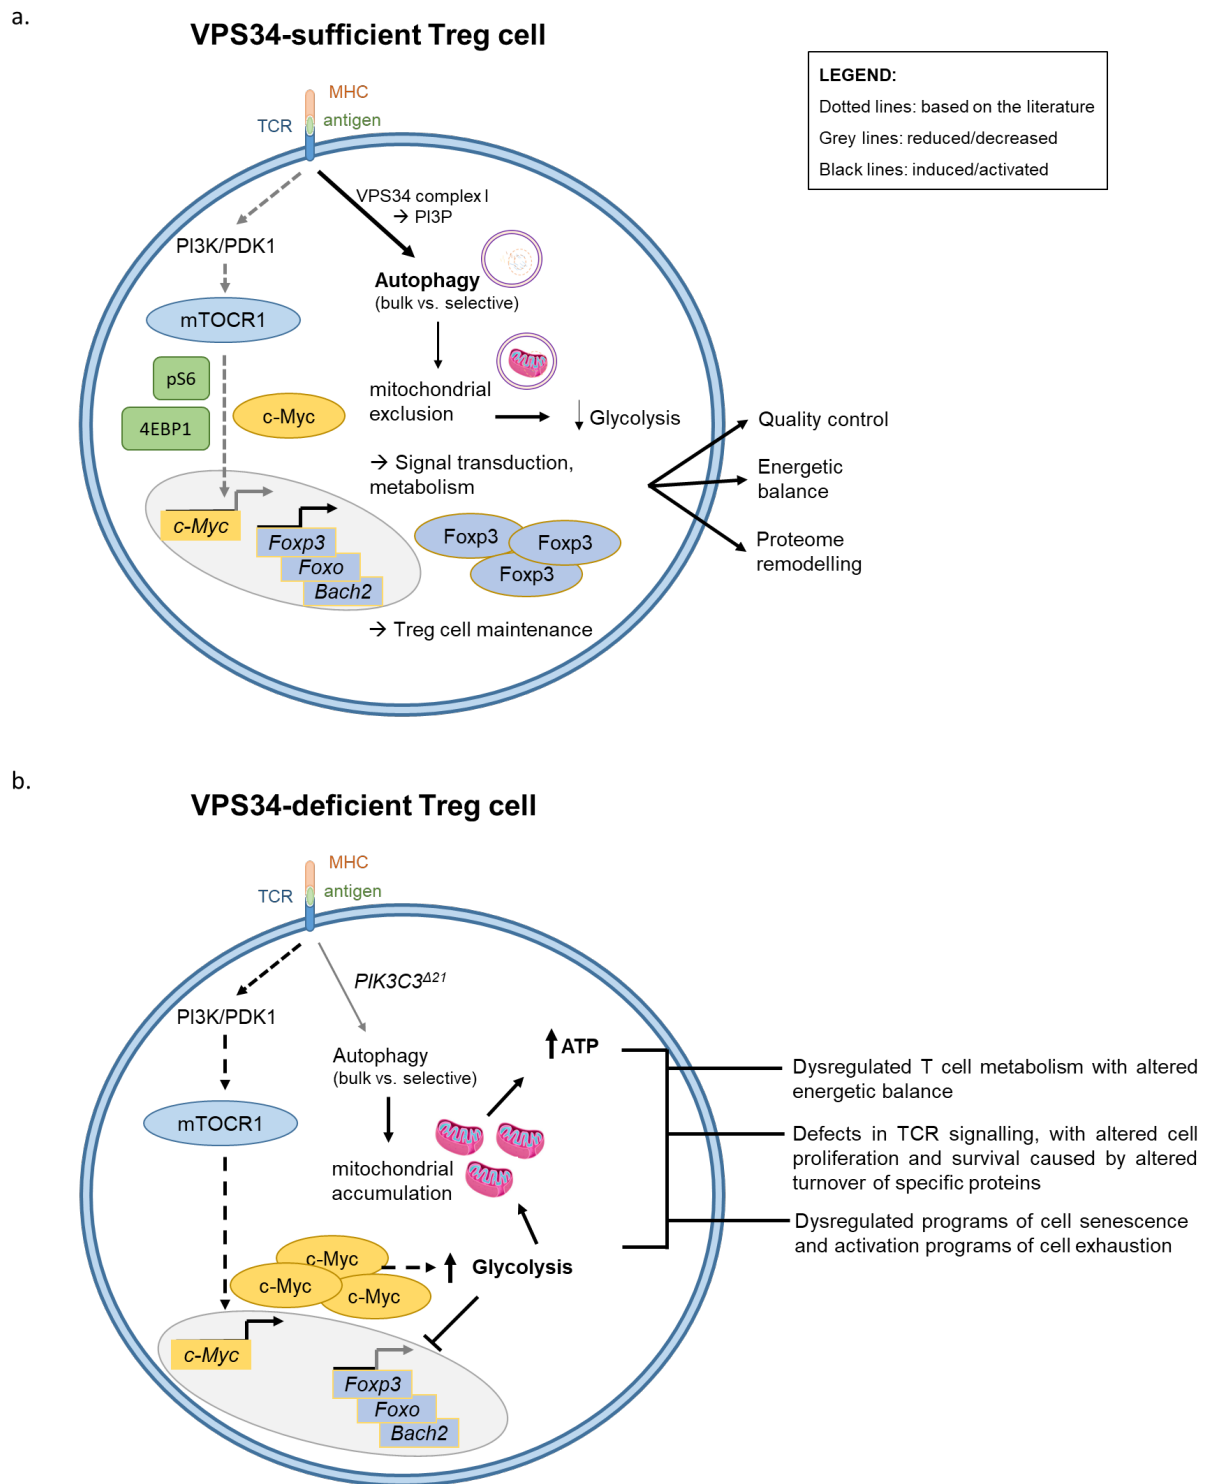 a.
VPS34-sufficient Treg cell
LEGEND:
Dotted lines: based on the literature
Grey lines: reduced/decreased
Black lines: induced/activated
MHC
antigen
TCR
VPS34 complex I
→ PI3P
PI3K/PDK1
Autophagy
(bulk vs. selective)
mTOCR1
pS6
4EBP1
c-Myc
mitochondrial
exclusion
↓ Glycolysis
→ Signal transduction,
metabolism
Quality control
Energetic
balance
Proteome
remodelling
c-Myc
Foxp3
Foxo
Bach2
Foxp3
Foxp3
Foxp3
→ Treg cell maintenance
b.
VPS34-deficient Treg cell
MHC
antigen
TCR
PIK3C3Δ21
PI3K/PDK1
Autophagy
(bulk vs. selective)
↑ ATP
mTOCR1
mitochondrial
accumulation
Dysregulated T cell metabolism with altered
energetic balance
Defects in TCR signalling, with altered cell
proliferation and survival caused by altered
turnover of specific proteins
Dysregulated programs of cell senescence
and activation programs of cell exhaustion
c-Myc
c-Myc
c-Myc
↑ Glycolysis
c-Myc
Foxp3
Foxo
Bach2